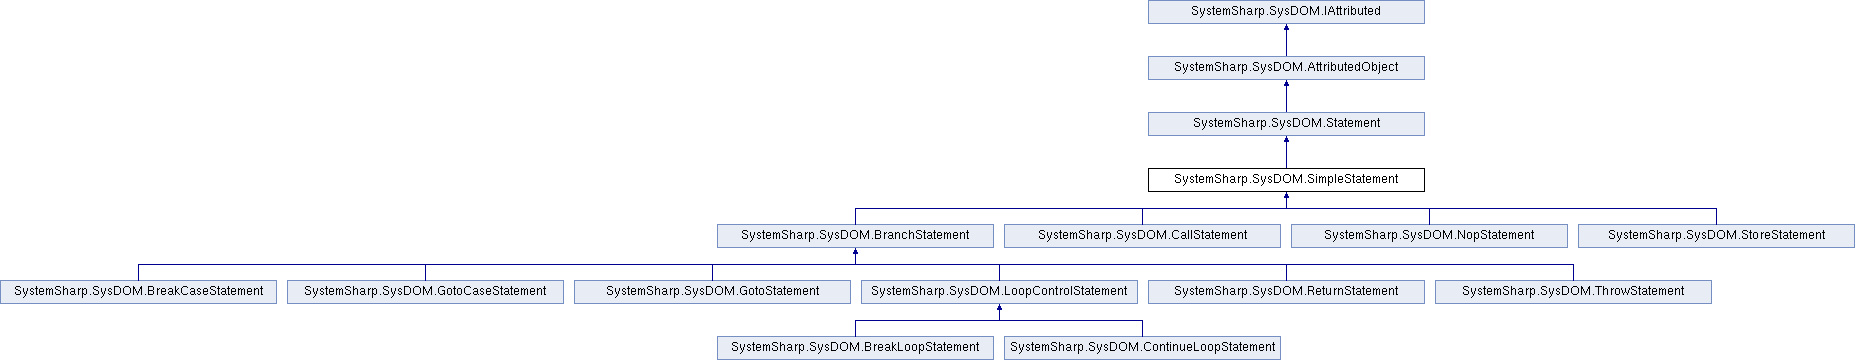 SystemSharp.SysDOM.IAttributed
SystemSharp.SysDOM.AttributedObject
SystemSharp.SysDOM.Statement
SystemSharp.SysDOM.SimpleStatement
SystemSharp.SysDOM.BranchStatement
SystemSharp.SysDOM.CallStatement
SystemSharp.SysDOM.NopStatement
SystemSharp.SysDOM.StoreStatement
SystemSharp.SysDOM.BreakCaseStatement
SystemSharp.SysDOM.GotoCaseStatement
SystemSharp.SysDOM.GotoStatement
SystemSharp.SysDOM.LoopControlStatement
SystemSharp.SysDOM.ReturnStatement
SystemSharp.SysDOM.ThrowStatement
SystemSharp.SysDOM.BreakLoopStatement
SystemSharp.SysDOM.ContinueLoopStatement